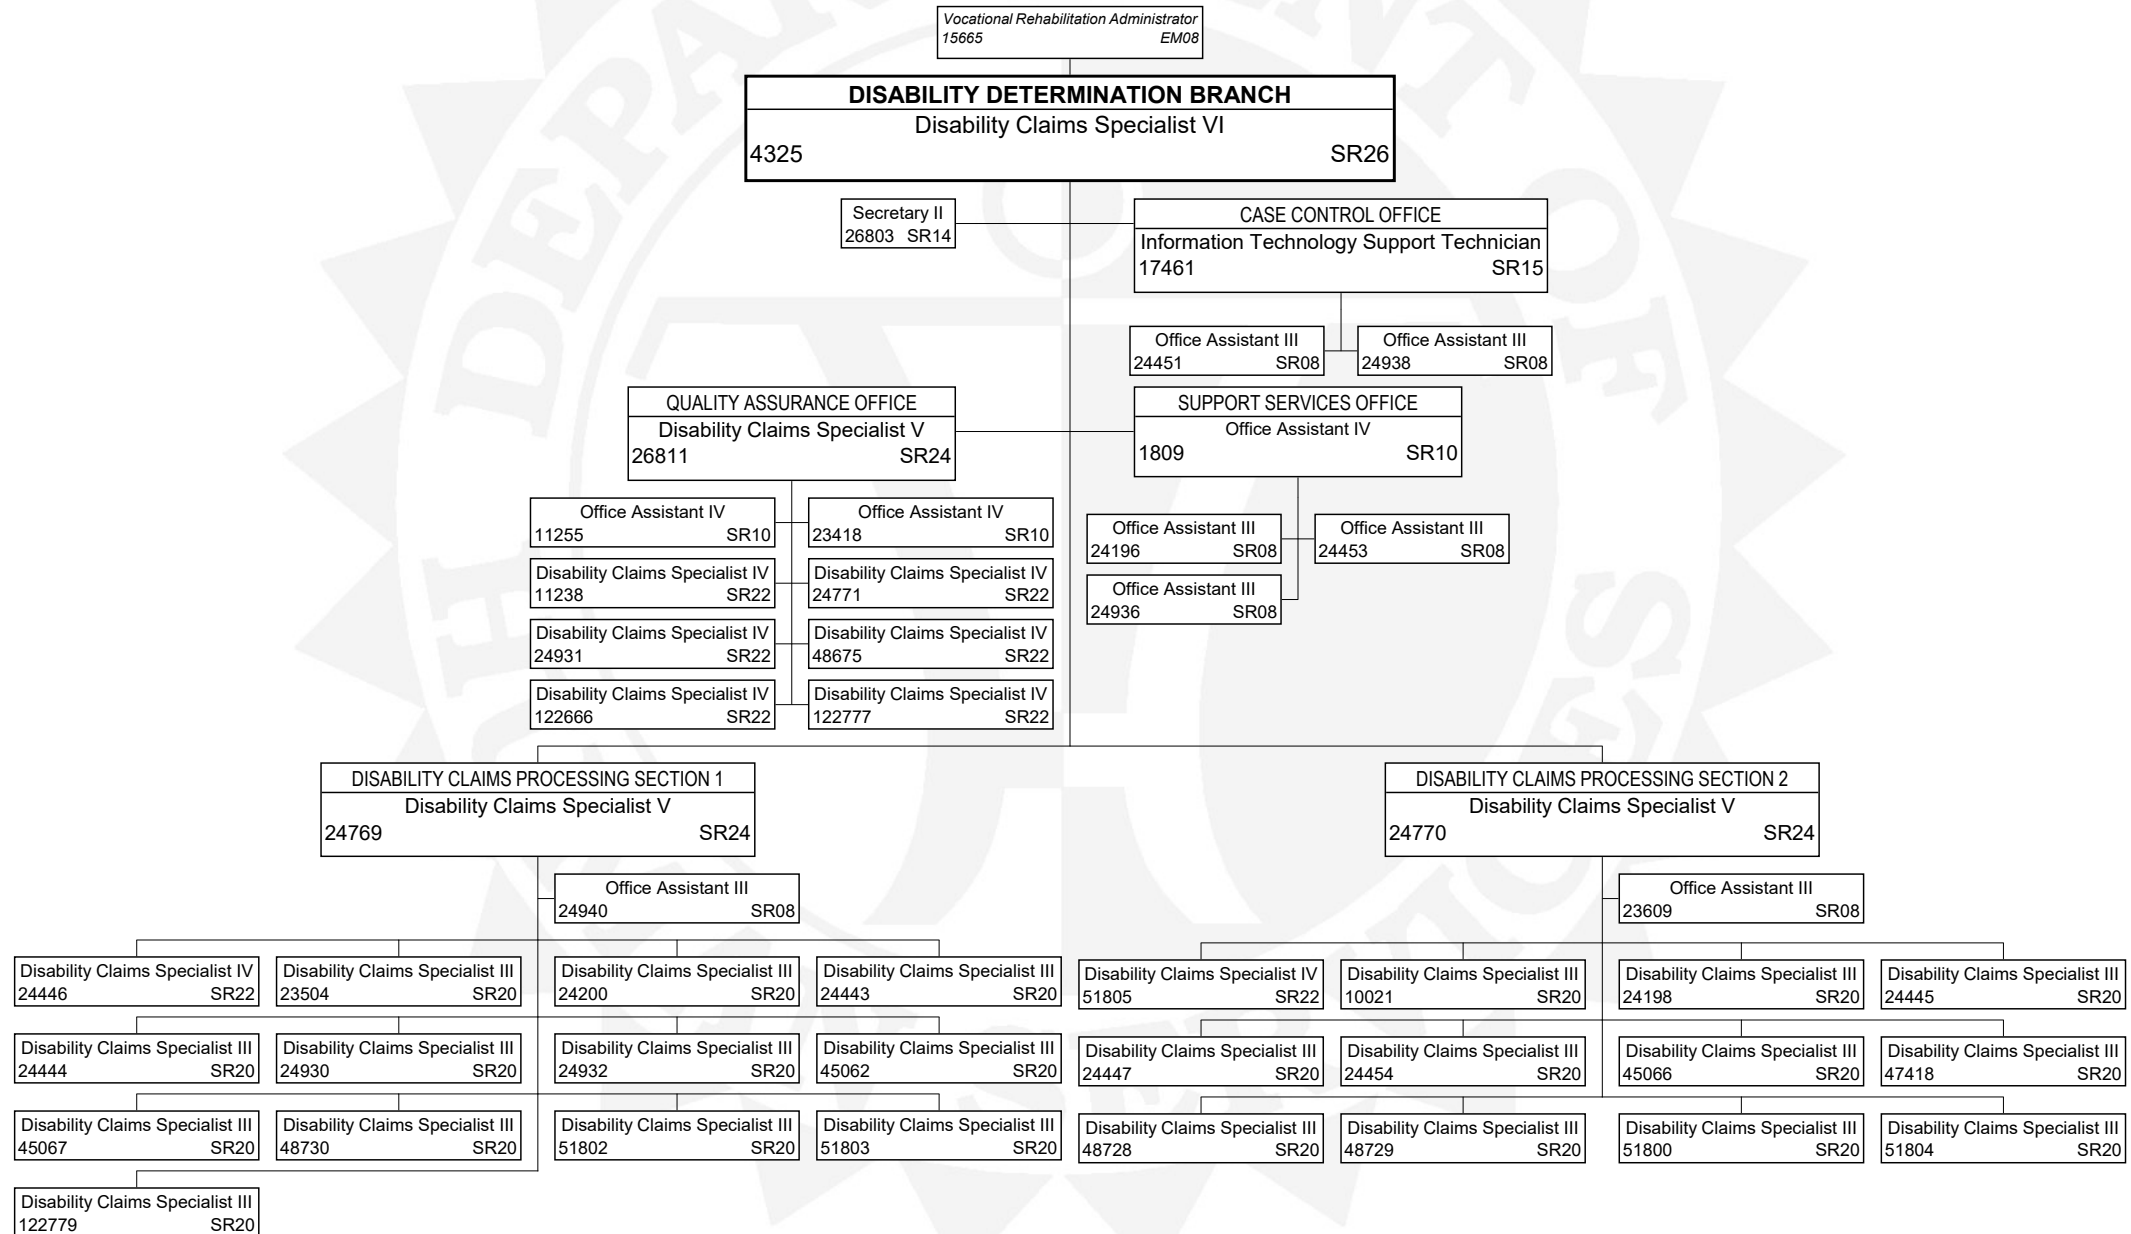 Vocational Rehabilitation Administrator
15665 EM08
DISABILITY DETERMINATION BRANCH
Disability Claims Specialist VI
4325 SR26
Secretary II
26803 SR14
CASE CONTROL OFFICE
Information Technology Support Technician
17461 SR15
Office Assistant III
24451 SR08
Office Assistant III
24938 SR08
QUALITY ASSURANCE OFFICE
Disability Claims Specialist V
26811 SR24
SUPPORT SERVICES OFFICE
Office Assistant IV
1809 SR10
Office Assistant IV
11255 SR10
Office Assistant IV
23418 SR10
Disability Claims Specialist IV
11238 SR22
Disability Claims Specialist IV
24771 SR22
Disability Claims Specialist IV
24931 SR22
Disability Claims Specialist IV
48675 SR22
Disability Claims Specialist IV
122666 SR22
Disability Claims Specialist IV
122777 SR22
Office Assistant III
24196 SR08
Office Assistant III
24453 SR08
Office Assistant III
24936 SR08
DISABILITY CLAIMS PROCESSING SECTION 1
Disability Claims Specialist V
24769 SR24
Office Assistant III
24940 SR08
Disability Claims Specialist IV
24446 SR22
Disability Claims Specialist III
23504 SR20
Disability Claims Specialist III
24200 SR20
Disability Claims Specialist III
24443 SR20
Disability Claims Specialist III
24444 SR20
Disability Claims Specialist III
24930 SR20
Disability Claims Specialist III
24932 SR20
Disability Claims Specialist III
45062 SR20
Disability Claims Specialist III
45067 SR20
Disability Claims Specialist III
48730 SR20
Disability Claims Specialist III
51802 SR20
Disability Claims Specialist III
51803 SR20
Disability Claims Specialist III
122779 SR20
DISABILITY CLAIMS PROCESSING SECTION 2
Disability Claims Specialist V
24770 SR24
Office Assistant III
23609 SR08
Disability Claims Specialist IV
51805 SR22
Disability Claims Specialist III
10021 SR20
Disability Claims Specialist III
24198 SR20
Disability Claims Specialist III
24445 SR20
Disability Claims Specialist III
24447 SR20
Disability Claims Specialist III
24454 SR20
Disability Claims Specialist III
45066 SR20
Disability Claims Specialist III
47418 SR20
Disability Claims Specialist III
48728 SR20
Disability Claims Specialist III
48729 SR20
Disability Claims Specialist III
51800 SR20
Disability Claims Specialist III
51804 SR20